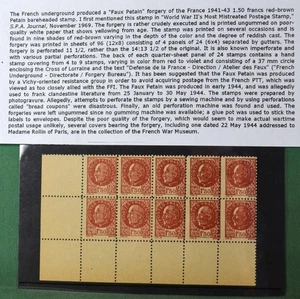 The French underground produced a "Faux Petain" forgery of the France 1941-43 1.50 francs red-brown
Petain bareheaded stamp. I first mentioned this stamp in 'World War II's Most Mistreated Postage Stamp,'
S.P.A. Journal, November 1969. The forgery is rather crudely executed and is printed ungummed on poor-
quality white paper that shows yellowing from age. The stamp was printed on several occasions and is
found in nine shades of red-brown varying in the depth of the color and the neatness of the print. The
forgery was printed in sheets of 96 (12x8) consisting of 4 panels of 24 (6x4) separated by gutters. The
forgery is perforated 11 1/2, rather than the 14:13 1/2 of the original. It is also known imperforate and
with various partial perforations. The back of each quarter-sheet panel of 24 stamps contains a hand
stamp covering from 4 to 9 stamps, varying in color from red to violet and consisting of a 37 mm circle
enclosing the Cross of Lorraine and the text "Defense de la France - Direction / Atelier des Faux" ("French
Underground - Directorate / Forgery Bureau"). It has been suggested that the Faux Petain was produced
by a Vichy-oriented resistance group in order to avoid postage from the French PTT, which was
viewed as too closely allied with the FFI. The Faux Petain was produced in early 1944, and was allegedly
used to frank clandestine literature from 25 January to 30 May 1944. The stamps were prepared by
photogravure. Allegedly, attempts to perforate the stamps by a sewing machine and by using perforations
called "bread coupons" were disastrous. Finally, an old perforation machine was found and used. The
forgeries were left ungummed since no gumming machine was available; a glue pot was used to stick the
labels to envelopes. Despite the poor quality of the forgery, which would seem to make actual wartime
postal usage unlikely, several covers bearing the forgery, including one dated 22 May 1944 addressed to
Madame Rollin of Paris, are in the collection of the French War Museum.